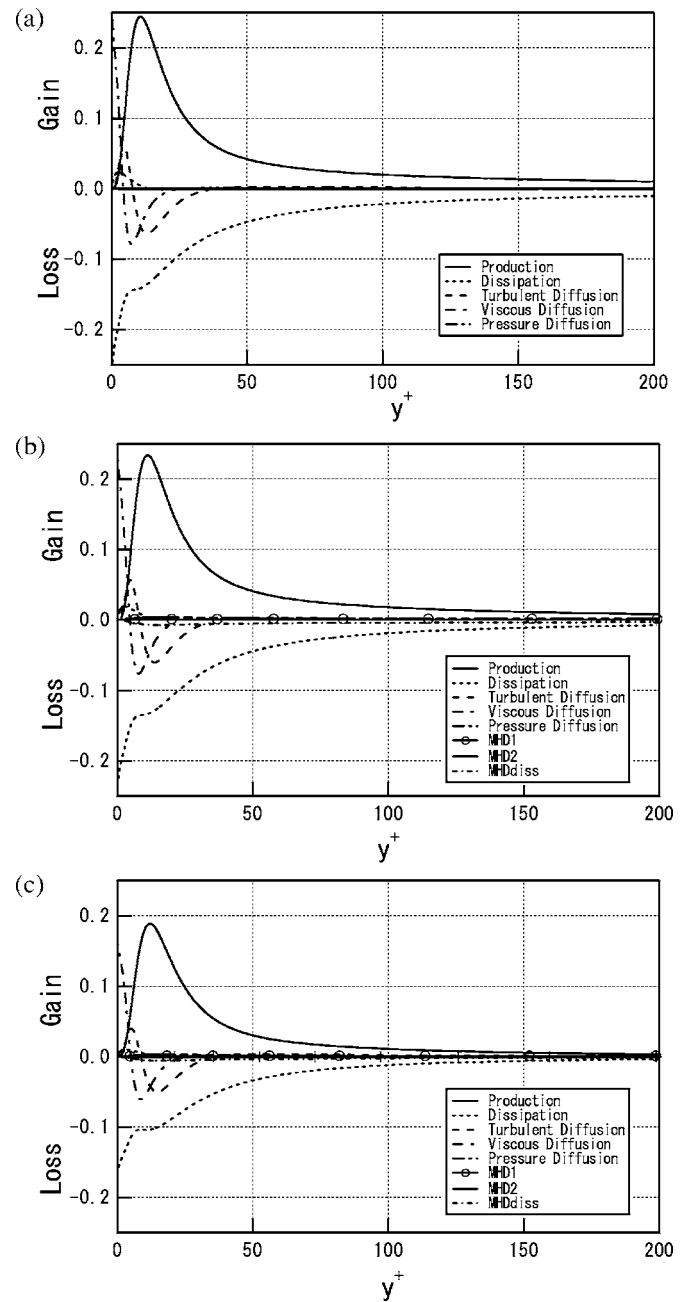 (a)
Gain
Loss
0.2
0.1
0.0
-0.1
-0.2
Production
Dissipation
Turbulent Diffusion
Viscous Diffusion
Pressure Diffusion
0
50
100
150
200
y+
(b)
Gain
Loss
0.2
0.1
0.0
-0.1
-0.2
Production
Dissipation
Turbulent Diffusion
Viscous Diffusion
Pressure Diffusion
MHD1
MHD2
MHDdiss
0
50
100
150
200
y+
(c)
Gain
Loss
0.2
0.1
0.0
-0.1
-0.2
Production
Dissipation
Turbulent Diffusion
Viscous Diffusion
Pressure Diffusion
MHD1
MHD2
MHDdiss
0
50
100
150
200
y+